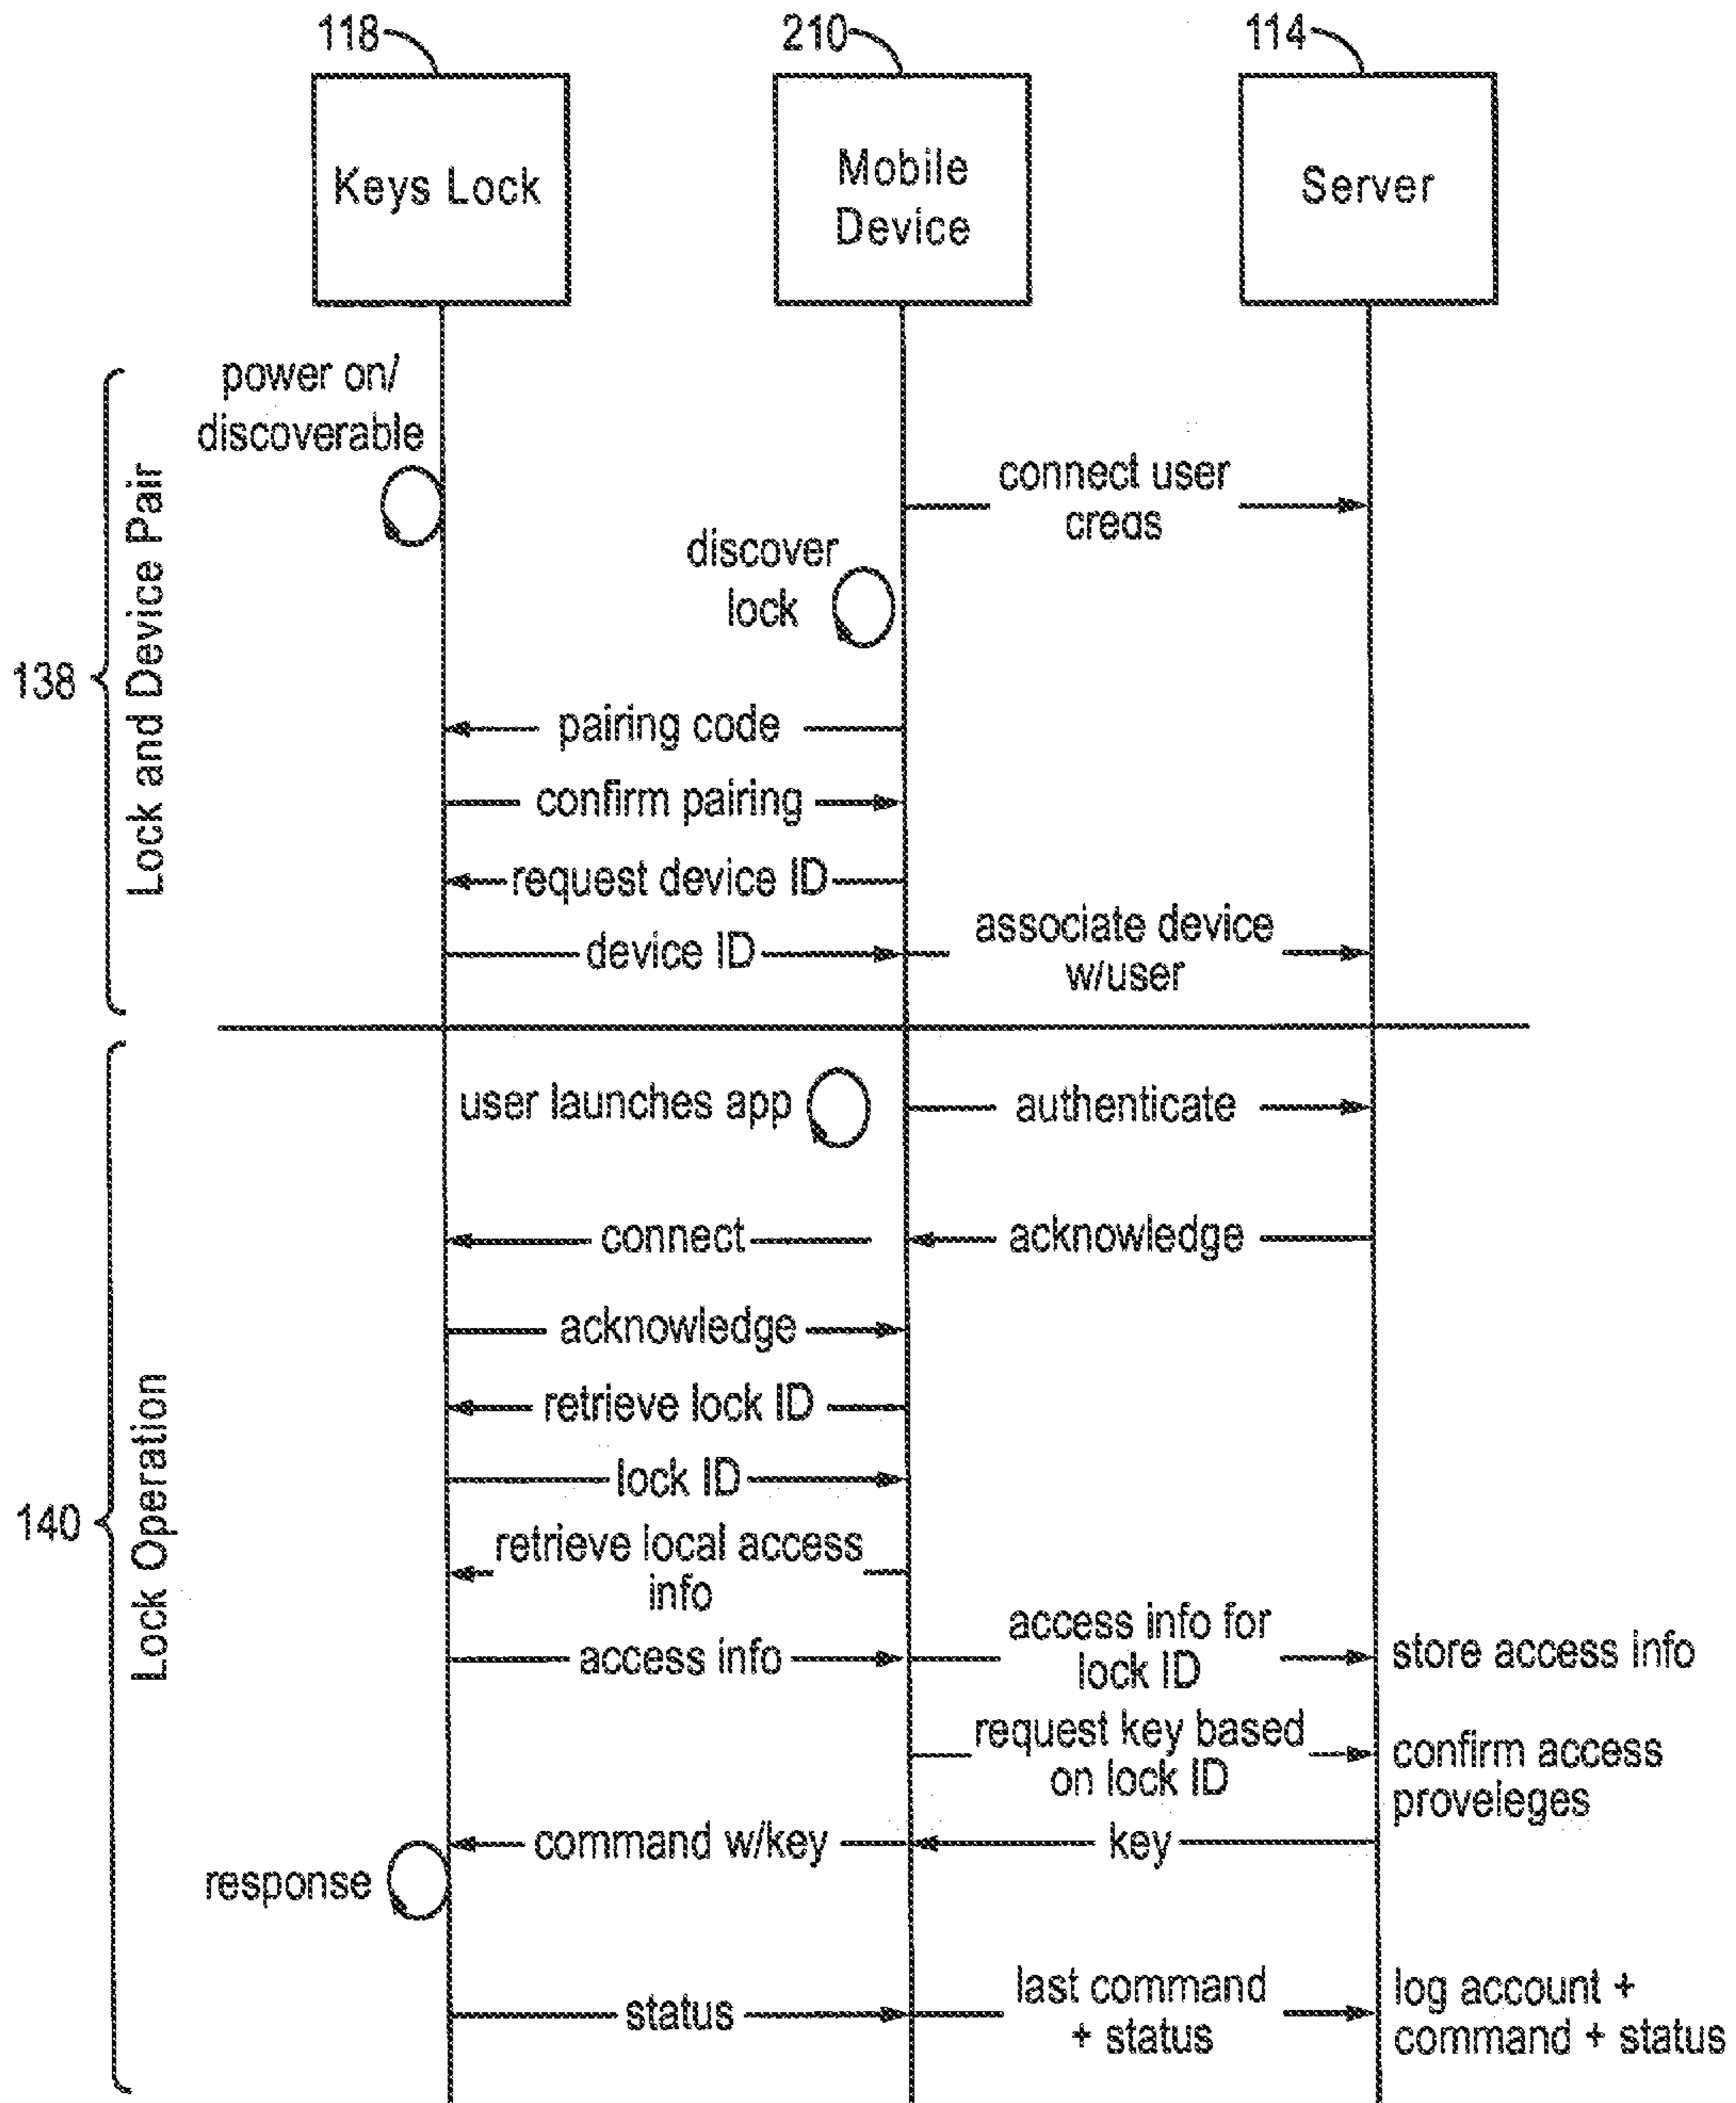 118
210
114
Keys Lock
Mobile
Device
Server
power on/
discoverable
connect user
creds
discover
lock
138
Lock and Device Pair
pairing code
confirm pairing
request device ID
device ID
associate device
w/user
user launches app
authenticate
connect
acknowledge
acknowledge
retrieve lock ID
lock ID
140
Lock Operation
retrieve local access
info
access info
access info for
lock ID
store access info
request key based
on lock ID
confirm access
proveleges
command w/key
key
response
status
last command
+ status
log account +
command + status